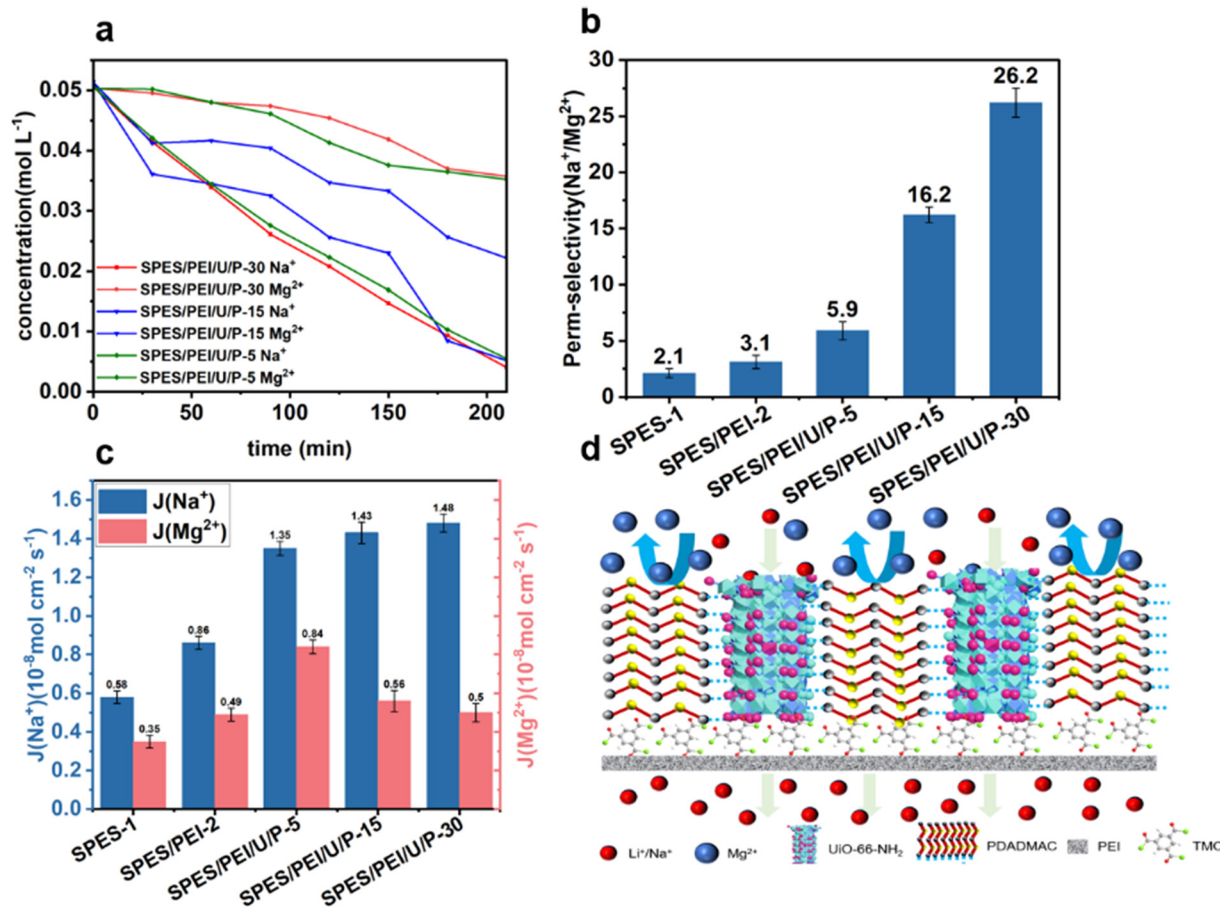 a
concentration(mol L⁻¹)
0.05
0.04
0.03
0.02
0.01
0.00
SPES/PEI/U/P-30 Na⁺
SPES/PEI/U/P-30 Mg²⁺
SPES/PEI/U/P-15 Na⁺
SPES/PEI/U/P-15 Mg²⁺
SPES/PEI/U/P-5 Na⁺
SPES/PEI/U/P-5 Mg²⁺
0 50 100 150 200
time (min)
b
Perm-selectivity(Na⁺/Mg²⁺)
30
25
20
15
10
5
0
2.1
3.1
5.9
16.2
26.2
SPES-1
SPES/PEI-2
SPES/PEI/U/P-5
SPES/PEI/U/P-15
SPES/PEI/U/P-30
c
J(Na⁺)(10⁻⁸mol cm⁻² s⁻¹)
1.6
1.4
1.2
1.0
0.8
0.6
0.4
0.2
0.0
J(Na⁺)
J(Mg²⁺)
0.58
0.35
0.86
0.49
1.35
0.84
1.43
0.56
1.48
0.5
J(Mg²⁺)(10⁻⁸mol cm⁻² s⁻¹)
SPES-1
SPES/PEI-2
SPES/PEI/U/P-5
SPES/PEI/U/P-15
SPES/PEI/U/P-30
d
Li⁺/Na⁺
Mg²⁺
UiO-66-NH₂
PDADMAC
PEI
TMC